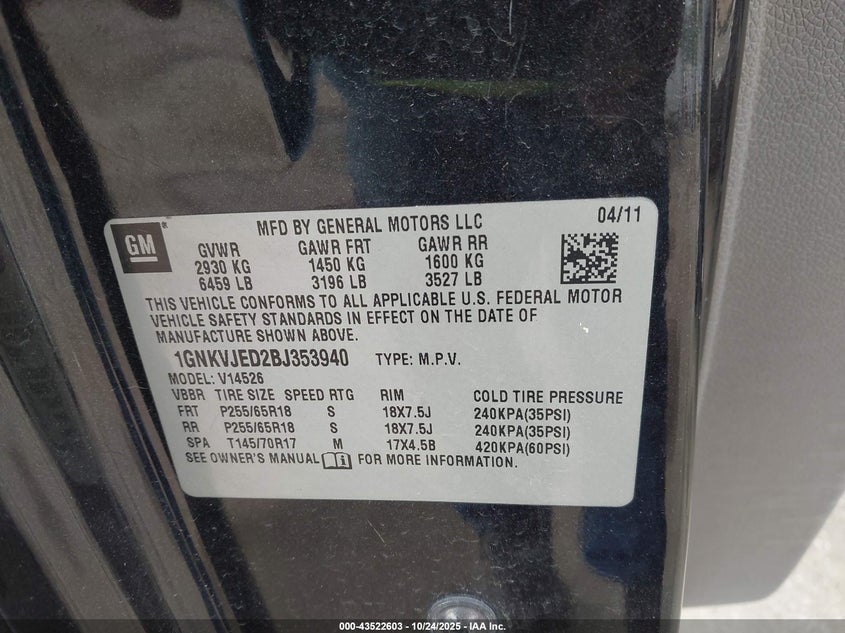 GM
MFD BY GENERAL MOTORS LLC 04/11
GVWR GAWR FRT GAWR RR
2930 KG 1450 KG 1600 KG
6459 LB 3196 LB 3527 LB
THIS VEHICLE CONFORMS TO ALL APPLICABLE U.S. FEDERAL MOTOR
VEHICLE SAFETY STANDARDS IN EFFECT ON THE DATE OF
MANUFACTURE SHOWN ABOVE.
1GNKVJED2BJ353940 TYPE: M.P.V.
MODEL: V14526
VBBR TIRE SIZE SPEED RTG RIM COLD TIRE PRESSURE
FRT P255/65R18 S 18X7.5J 240KPA(35PSI)
RR P255/65R18 S 18X7.5J 240KPA(35PSI)
SPA T145/70R17 M 17X4.5B 420KPA(60PSI)
SEE OWNER'S MANUAL FOR MORE INFORMATION.
000-43522603 - 10/24/2025 - IAA Inc.